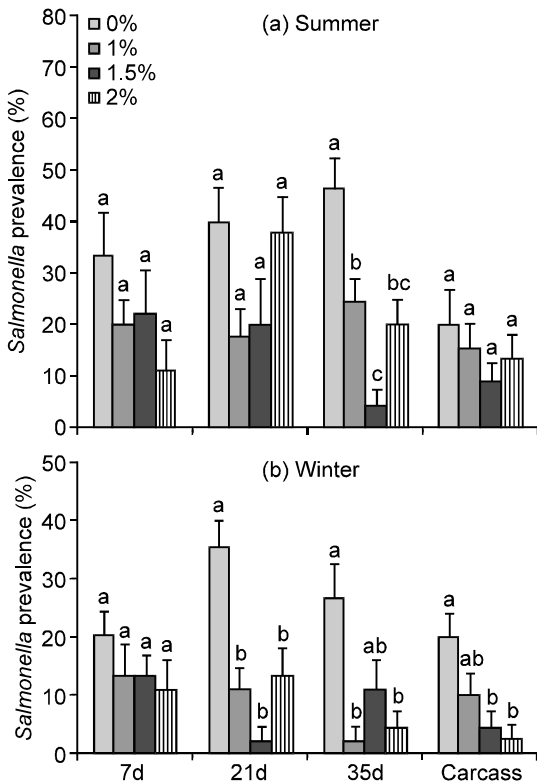 (a) Summer
0%
1%
1.5%
2%
Salmonella prevalence (%)
80
70
60
50
40
30
20
10
0
a a a a
a a a a
a b c bc
a a a a
(b) Winter
Salmonella prevalence (%)
50
40
30
20
10
0
a a a a
a b b b
a b ab b
a ab b b
7d 21d 35d Carcass